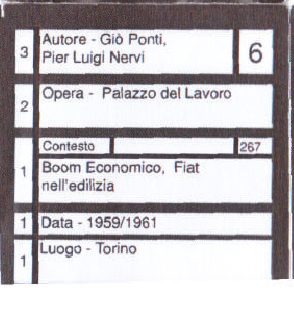 3 Autore - Giò Ponti, 6
Pier Luigi Nervi
2 Opera - Palazzo del Lavoro
Contesto 267
1 Boom Economico, Fiat
nell'edilizia
1 Data - 1959/1961
1 Luogo - Torino